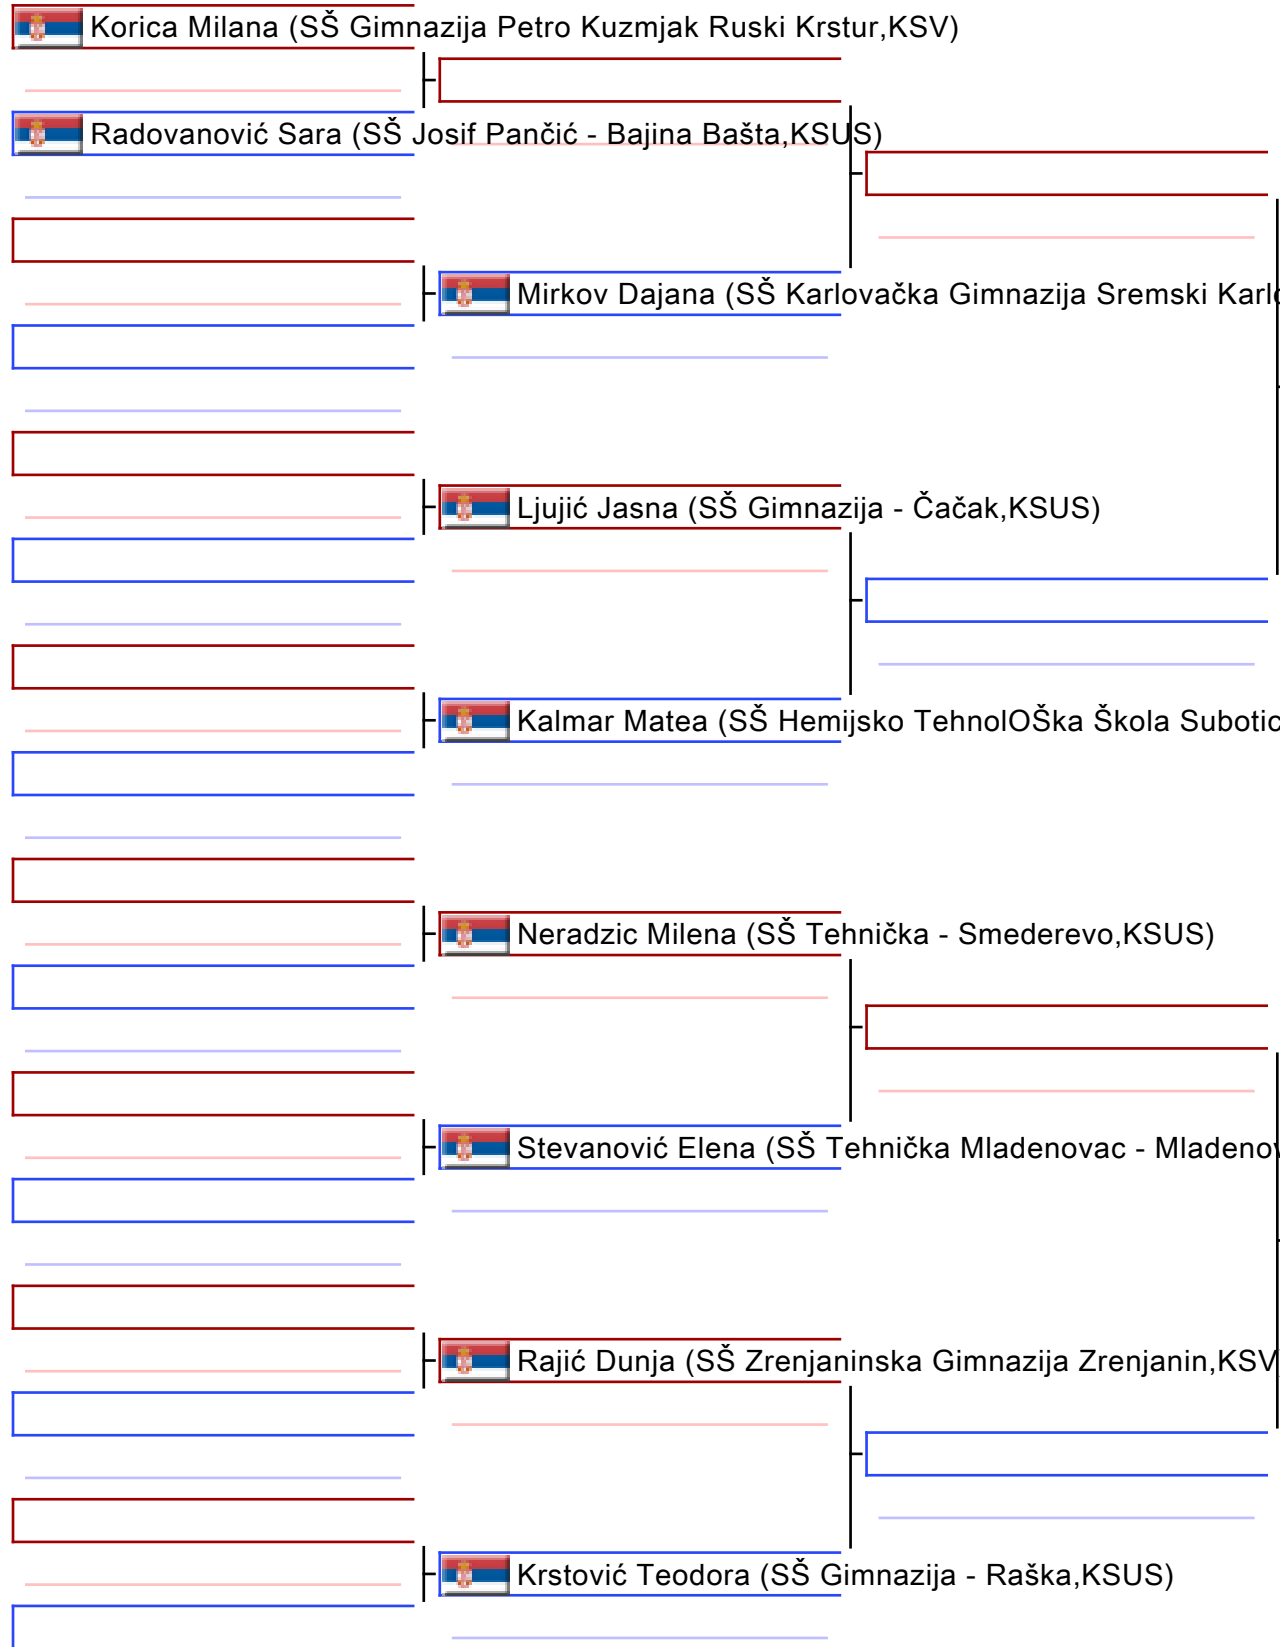 Korica Milana (SŠ Gimnazija Petro Kuzmjak Ruski Krstur,KSV)
Radovanović Sara (SŠ Josif Pančić - Bajina Bašta,KSUS)
Mirkov Dajana (SŠ Karlovačka Gimnazija Sremski
Ljujić Jasna (SŠ Gimnazija - Čačak,KSUS)
Kalmar Matea (SŠ Hemijsko TehnolOŠka Škola
Neradzic Milena (SŠ Tehnička - Smederevo,KSUS)
Stevanović Elena (SŠ Tehnička Mladenovac -
Rajić Dunja (SŠ Zrenjaninska Gimnazija Zrenjanin,KSV
Krstović Teodora (SŠ Gimnazija - Raška,KSUS)